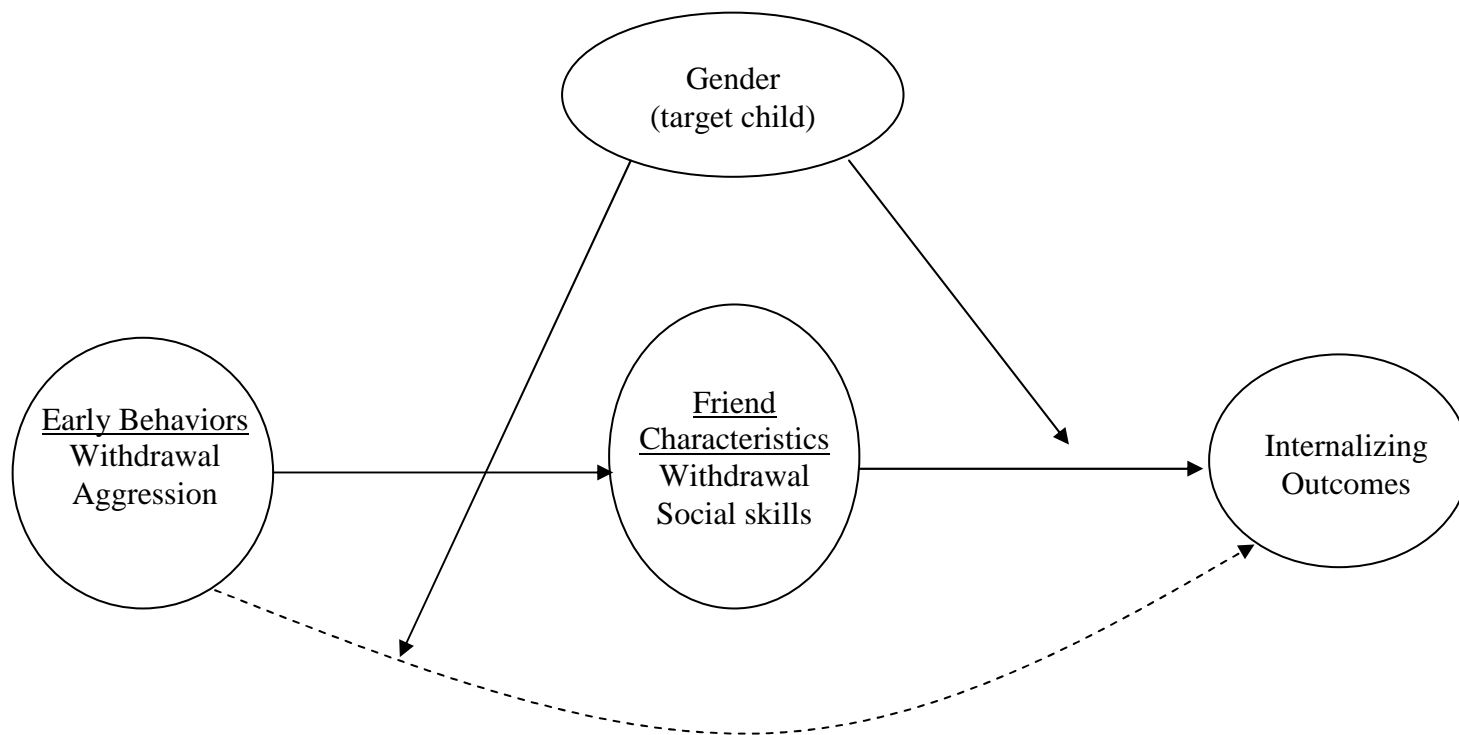 Gender
(target child)
Early Behaviors
Withdrawal
Aggression
Friend
Characteristics
Withdrawal
Social skills
Internalizing
Outcomes